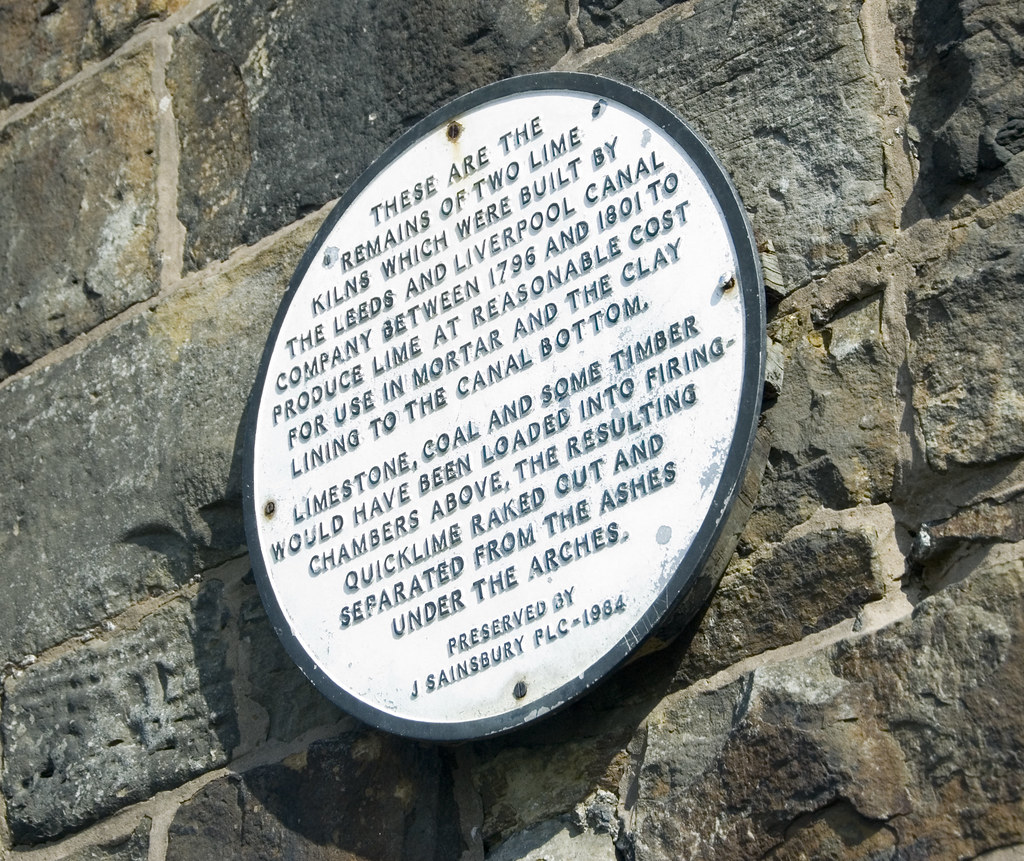 THESE ARE THE
REMAINS OF TWO LIME
KILNS WHICH WERE BUILT BY
THE LEEDS AND LIVERPOOL CANAL
COMPANY BETWEEN 1796 AND 1801 TO
PRODUCE LIME AT REASONABLE COST
FOR USE IN MORTAR AND THE CLAY
LINING TO THE CANAL BOTTOM.
LIMESTONE, COAL AND SOME TIMBER
WOULD HAVE BEEN LOADED INTO FIRING-
CHAMBERS ABOVE, THE RESULTING
QUICKLIME RAKED OUT AND
SEPARATED FROM THE ASHES
UNDER THE ARCHES.
PRESERVED BY
J SAINSBURY PLC - 1984